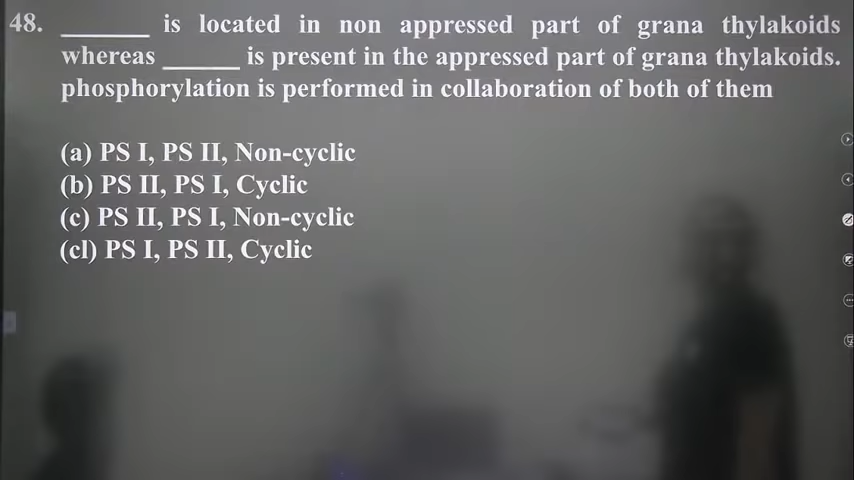 48. ______ is located in non appressed part of grana thylakoids
whereas ______ is present in the appressed part of grana thylakoids.
phosphorylation is performed in collaboration of both of them
(a) PS I, PS II, Non-cyclic
(b) PS II, PS I, Cyclic
(c) PS II, PS I, Non-cyclic
(cl) PS I, PS II, Cyclic